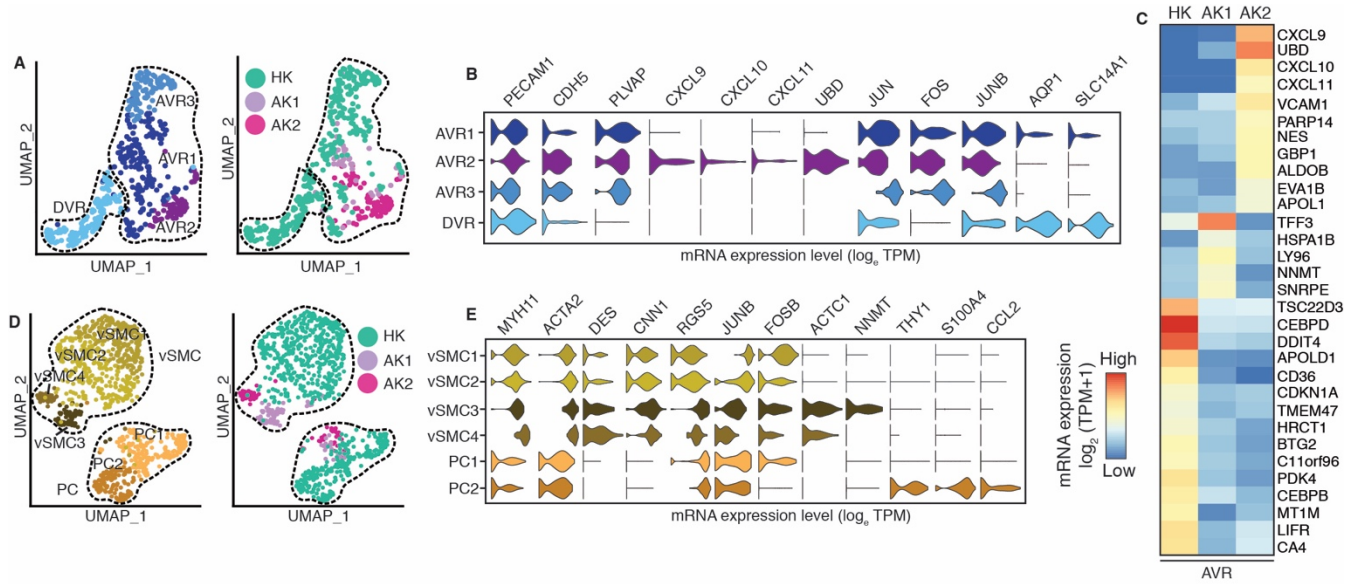 A
UMAP_2
AVR3
AVR1
DVR
AVR2
UMAP_1
HK
AK1
AK2
UMAP_1
B
PECAM1
CDH5
PLVAP
CXCL9
CXCL10
CXCL11
UBD
JUN
FOS
JUNB
AQP1
SLC14A1
AVR1
AVR2
AVR3
DVR
mRNA expression level (logₑ TPM)
C
HK AK1 AK2
CXCL9
UBD
CXCL10
CXCL11
VCAM1
PARP14
NES
GBP1
ALDOB
EVA1B
APOL1
TFF3
HSPA1B
LY96
NNMT
SNRPE
TSC22D3
CEBPD
DDIT4
APOLD1
CD36
CDKN1A
TMEM47
HRCT1
BTG2
C11orf96
PDK4
CEBPB
MT1M
LIFR
CA4
AVR
mRNA expression
log₂ (TPM+1)
High
Low
D
UMAP_2
vSMC1
vSMC2
vSMC
vSMC4
vSMC3
PC1
PC2
PC
UMAP_1
UMAP_2
HK
AK1
AK2
UMAP_1
E
MYH11
ACTA2
DES
CNN1
RGS5
JUNB
FOSB
ACTC1
NNMT
THY1
S100A4
CCL2
vSMC1
vSMC2
vSMC3
vSMC4
PC1
PC2
mRNA expression level (logₑ TPM)